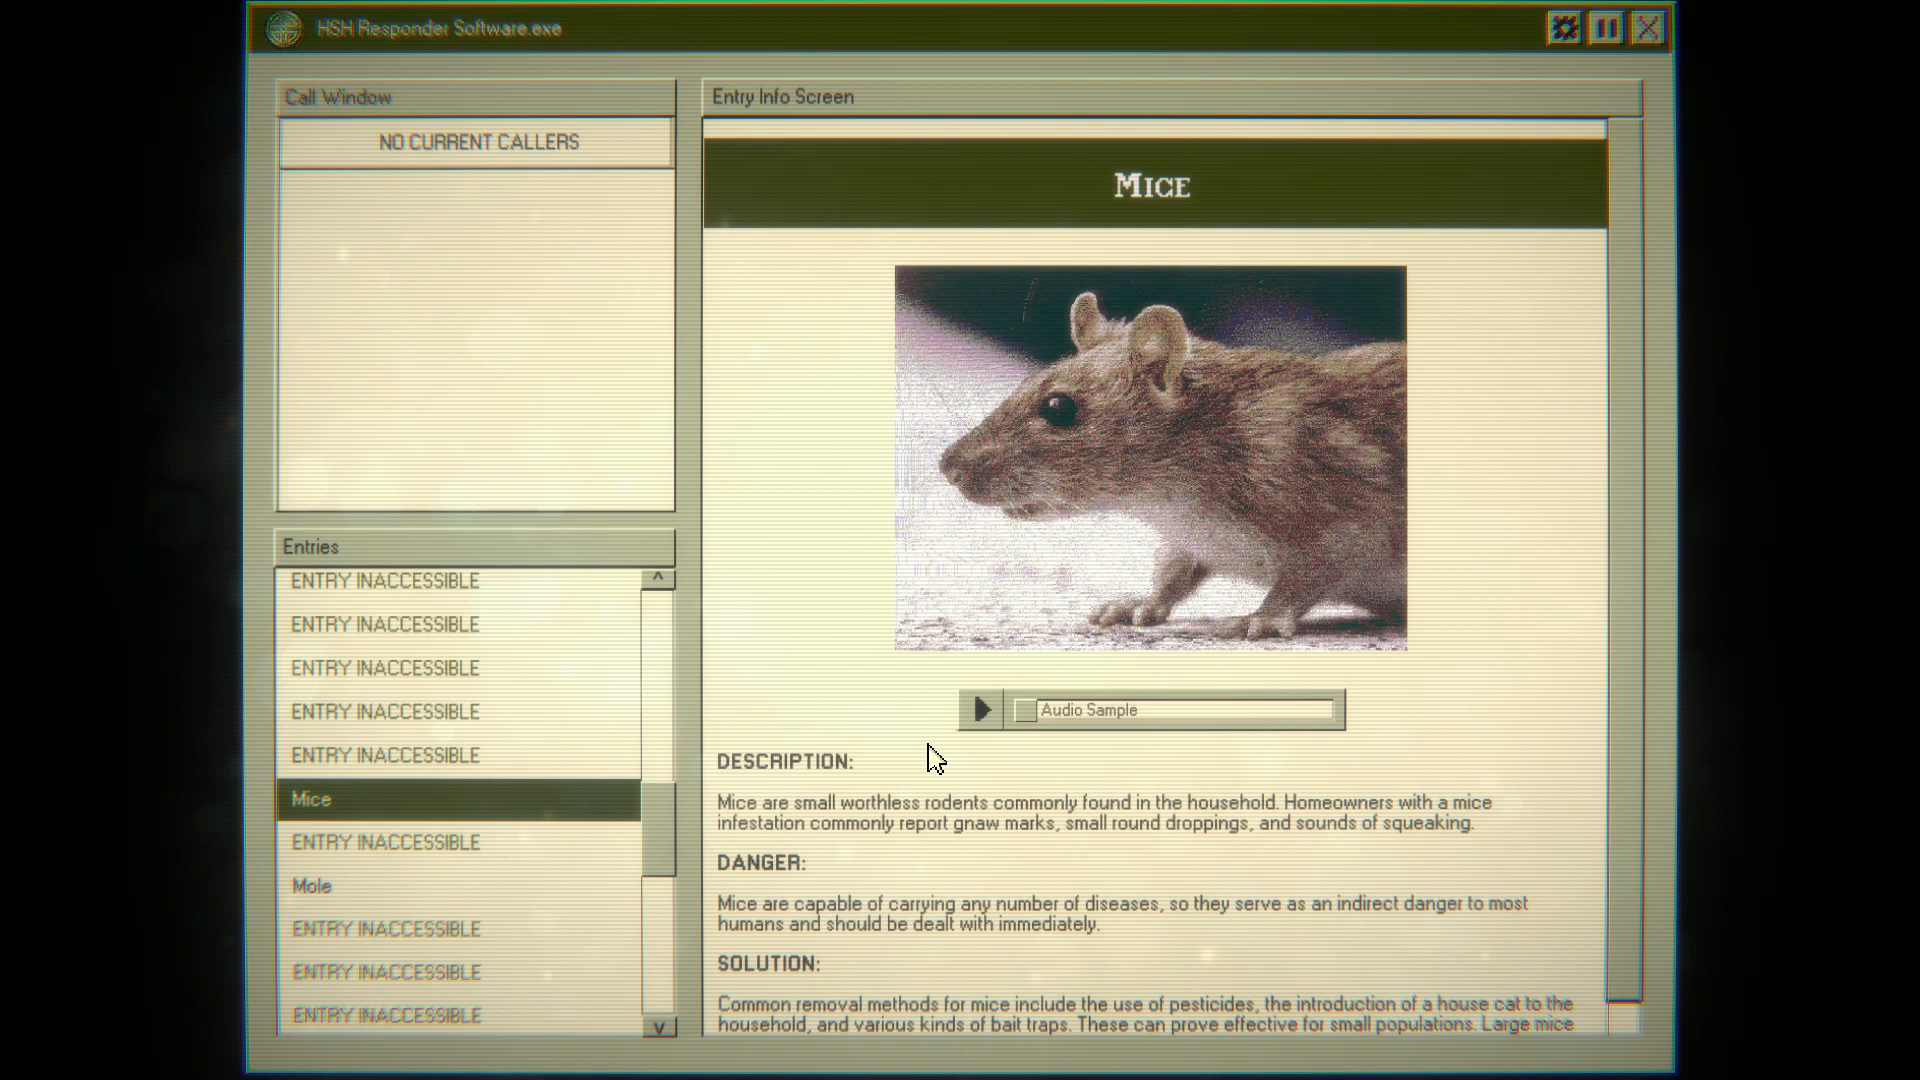 HSH Responder Software.exe
Call Window
NO CURRENT CALLERS
Entries
ENTRY INACCESSIBLE
ENTRY INACCESSIBLE
ENTRY INACCESSIBLE
ENTRY INACCESSIBLE
ENTRY INACCESSIBLE
Mice
ENTRY INACCESSIBLE
Mole
ENTRY INACCESSIBLE
ENTRY INACCESSIBLE
ENTRY INACCESSIBLE
Entry Info Screen
MICE
Audio Sample
DESCRIPTION:
Mice are small worthless rodents commonly found in the household. Homeowners with a mice
infestation commonly report gnaw marks, small round droppings, and sounds of squeaking.
DANGER:
Mice are capable of carrying any number of diseases, so they serve as an indirect danger to most
humans and should be dealt with immediately.
SOLUTION:
Common removal methods for mice include the use of pesticides, the introduction of a house cat to the
household, and various kinds of bait traps. These can prove effective for small populations. Large mice